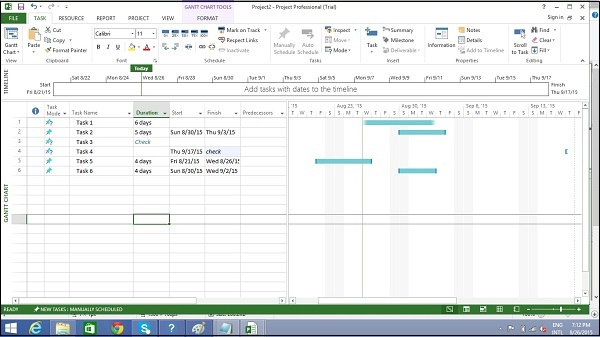 GANTT CHART TOOLS
Project2 - Project Professional (Trial)
FILE TASK RESOURCE REPORT PROJECT VIEW FORMAT
Sign in
Gantt Chart
Paste
Cut
Copy
Format Painter
Calibri 11
B I U
Mark on Track
Respect Links
Inactivate
Manually Schedule
Auto Schedule
Inspect
Move
Mode
Task
Summary
Milestone
Deliverable
Information
Notes
Details
Add to Timeline
Scroll to Task
Find
Clear
Fill
View Clipboard Font Schedule Tasks Insert Properties Editing
Today
TIMELINE
Start
Fri 8/21/15
Sat 8/22 Mon 8/24 Wed 8/26 Fri 8/28 Sun 8/30 Tue 9/1 Thu 9/3 Sat 9/5 Mon 9/7 Wed 9/9 Fri 9/11 Sun 9/13 Tue 9/15
Add tasks with dates to the timeline
Finish
Thu 9/17/15
Task Mode Task Name Duration Start Finish Predecessors
'15 Aug 23, '15 Aug 30, '15 Sep 6, '15 Sep 13, '15
1 Task 1 6 days
2 Task 2 5 days Sun 8/30/15 Thu 9/3/15
3 Task 3 Check
4 Task 4 Thu 9/17/15 check
5 Task 5 4 days Fri 8/21/15 Wed 8/26/15
6 Task 6 4 days Sun 8/30/15 Wed 9/2/15
GANTT CHART
READY NEW TASKS : MANUALLY SCHEDULED
ENG
INTL
7:12 PM
8/26/2015